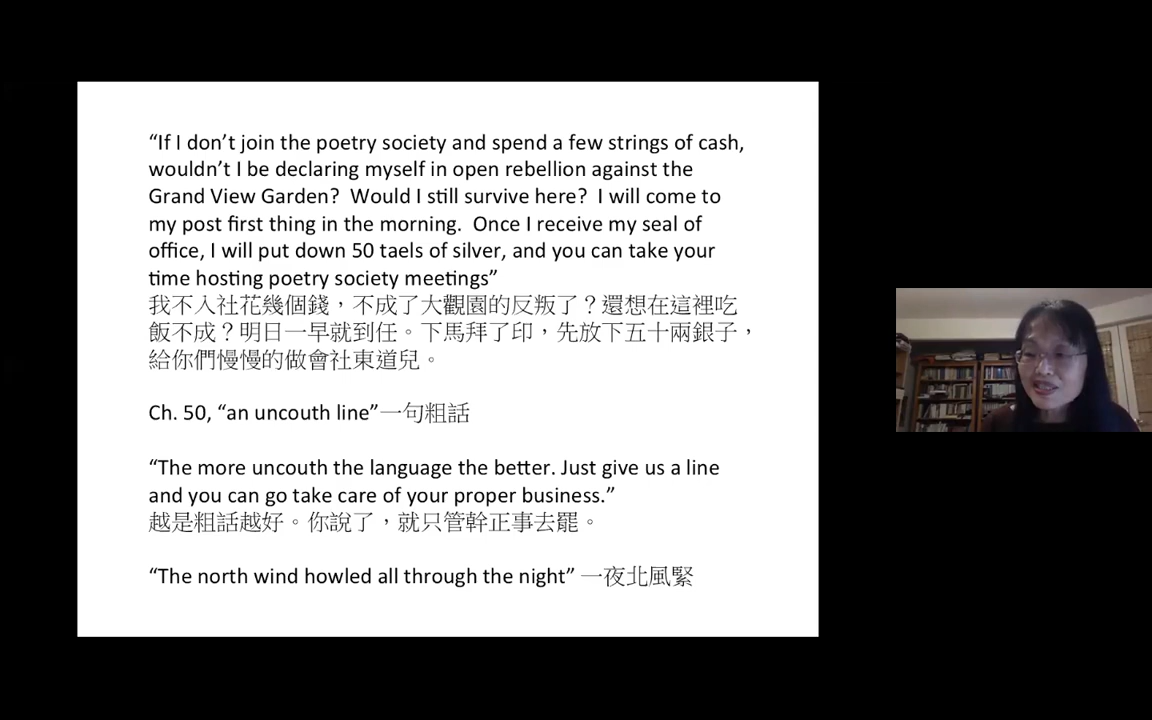 “If I don’t join the poetry society and spend a few strings of cash,
wouldn’t I be declaring myself in open rebellion against the
Grand View Garden?  Would I still survive here?  I will come to
my post first thing in the morning.  Once I receive my seal of
office, I will put down 50 taels of silver, and you can take your
time hosting poetry society meetings”
我不入社花幾個錢，不成了大觀園的反叛了？還想在這裡吃
飯不成？明日一早就到任。下馬拜了印，先放下五十兩銀子，
給你們慢慢的做會社東道兒。
Ch. 50, “an uncouth line”一句粗話
“The more uncouth the language the better. Just give us a line
and you can go take care of your proper business.”
越是粗話越好。你說了，就只管幹正事去罷。
“The north wind howled all through the night” 一夜北風緊